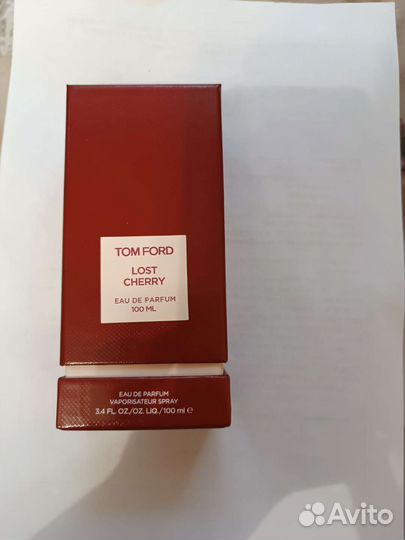 TOM FORD
LOST
CHERRY
EAU DE PARFUM
100 ML
EAU DE PARFUM
VAPORISATEUR SPRAY
3.4 FL. OZ./OZ. LIQ./100 ml ℮
Avito